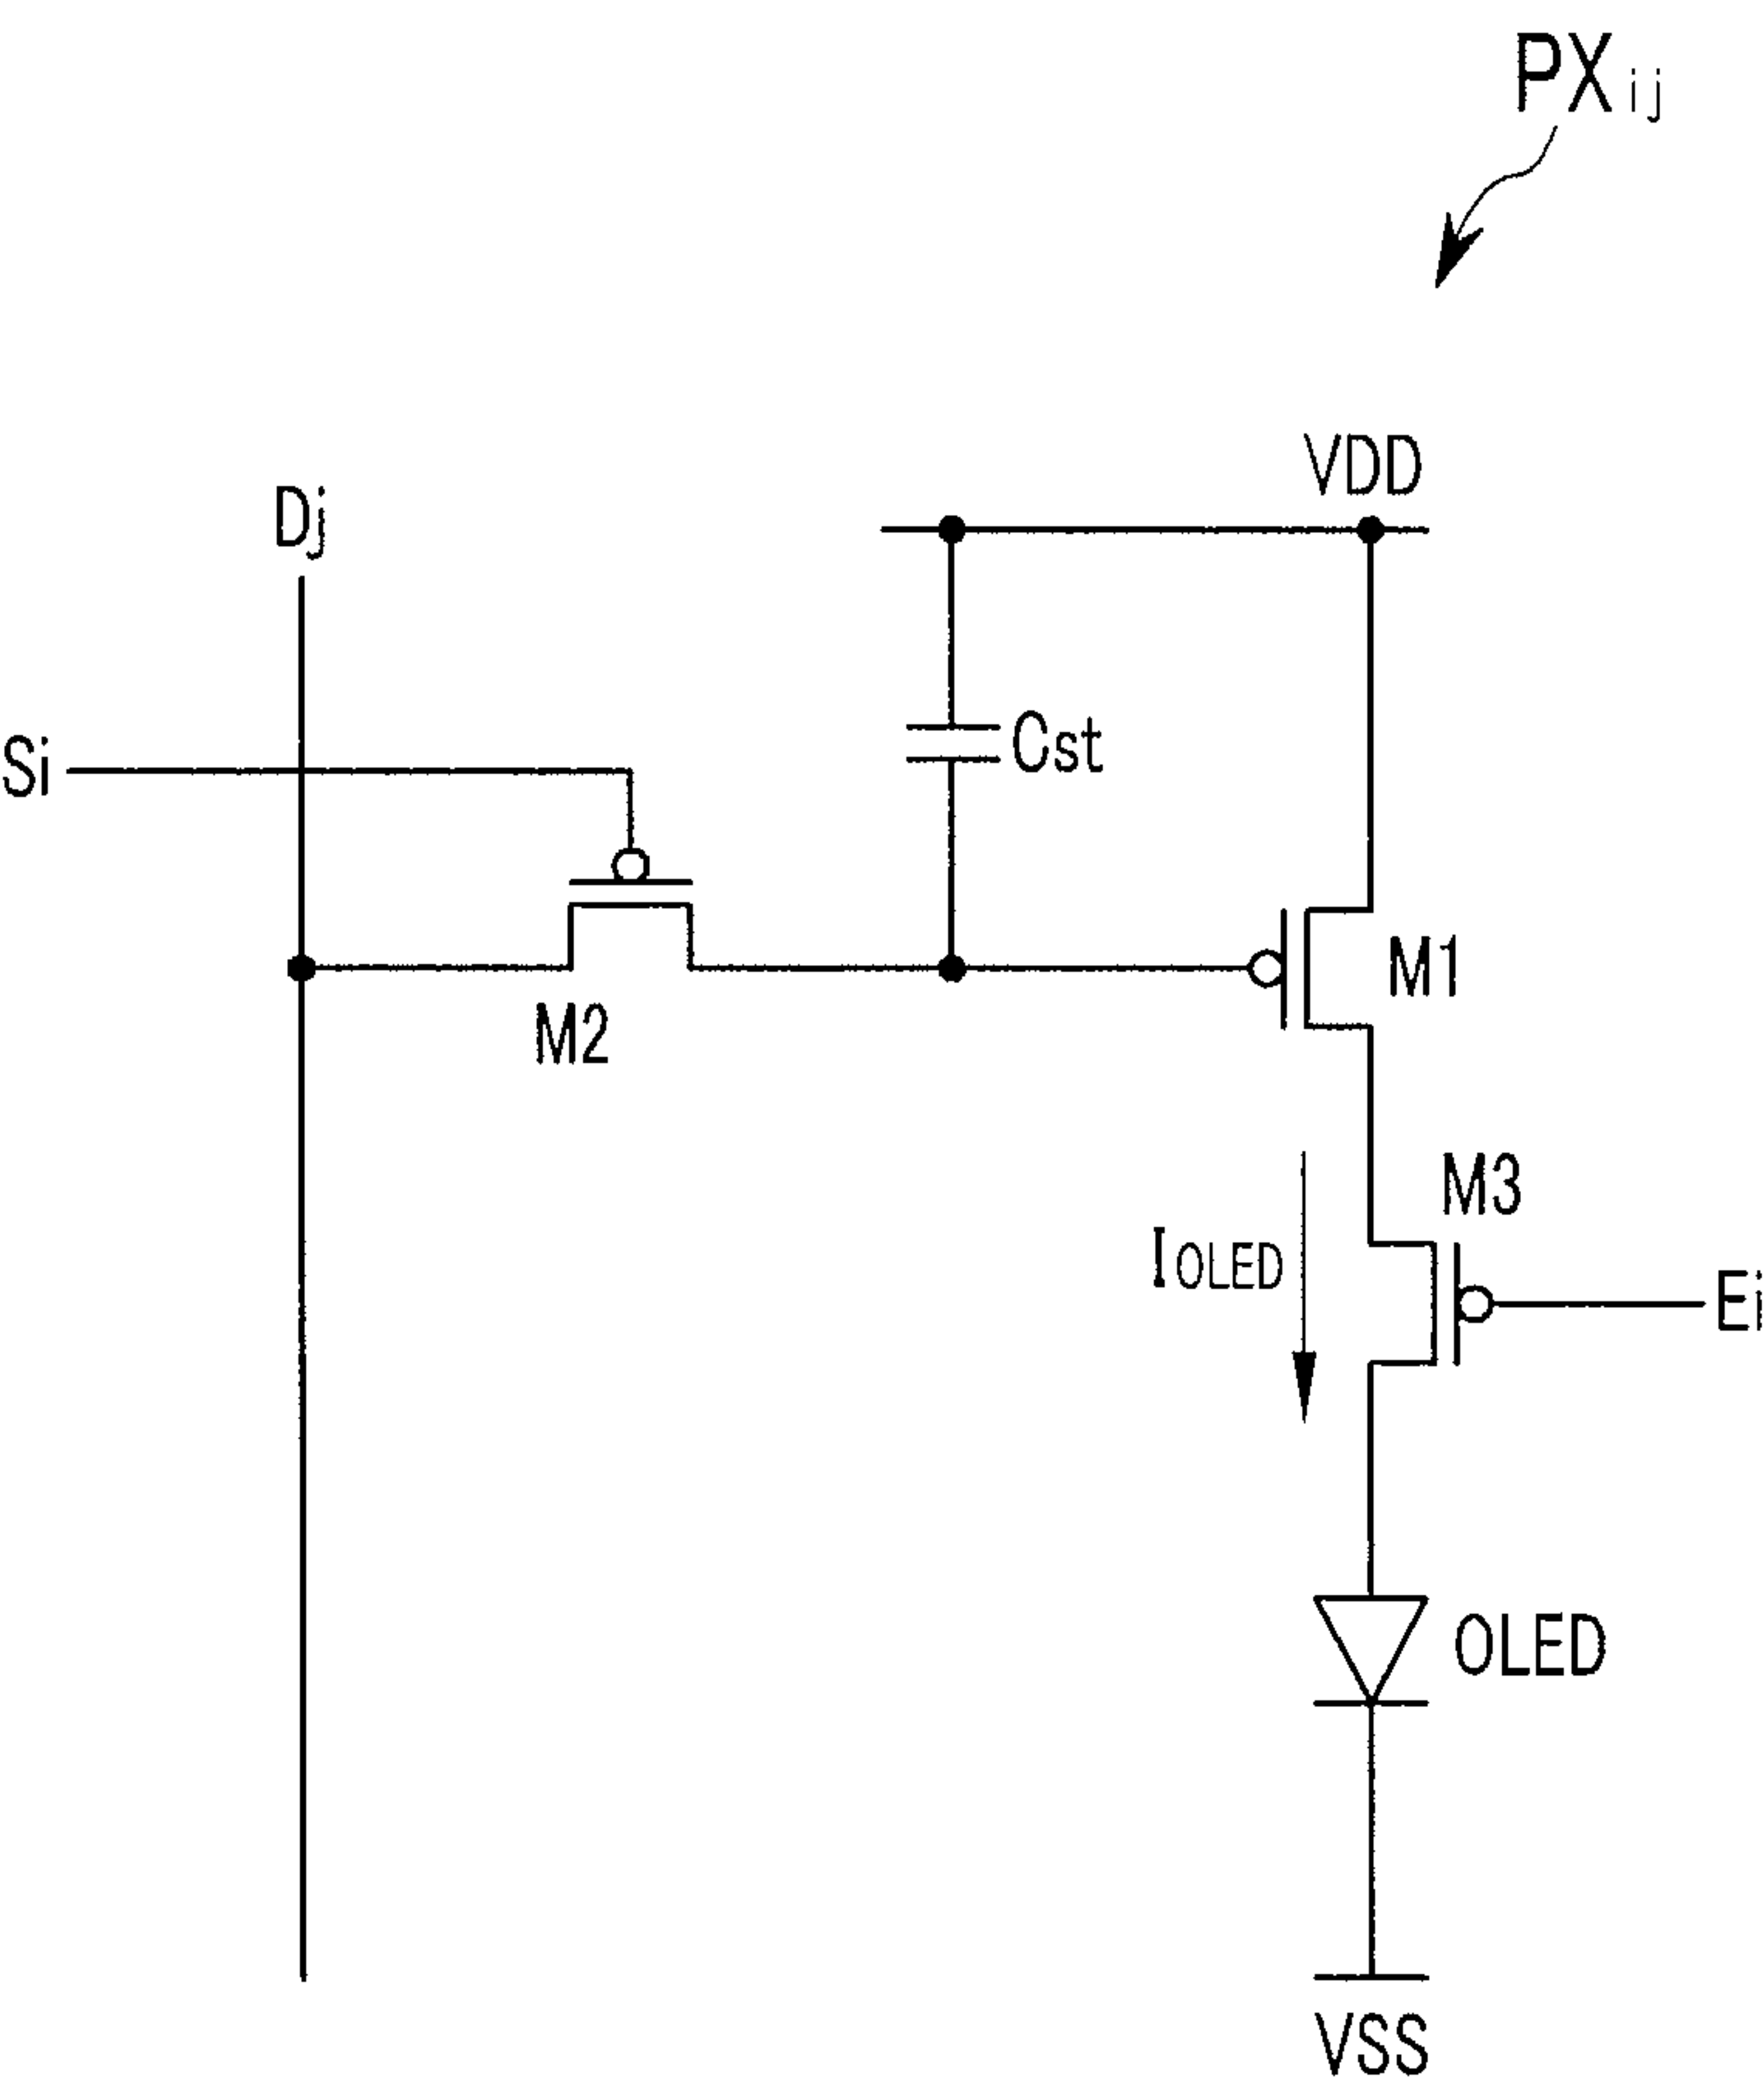 PXij
VDD
Dj
Cst
Si
M1
M2
M3
IOLED
Ei
OLED
VSS